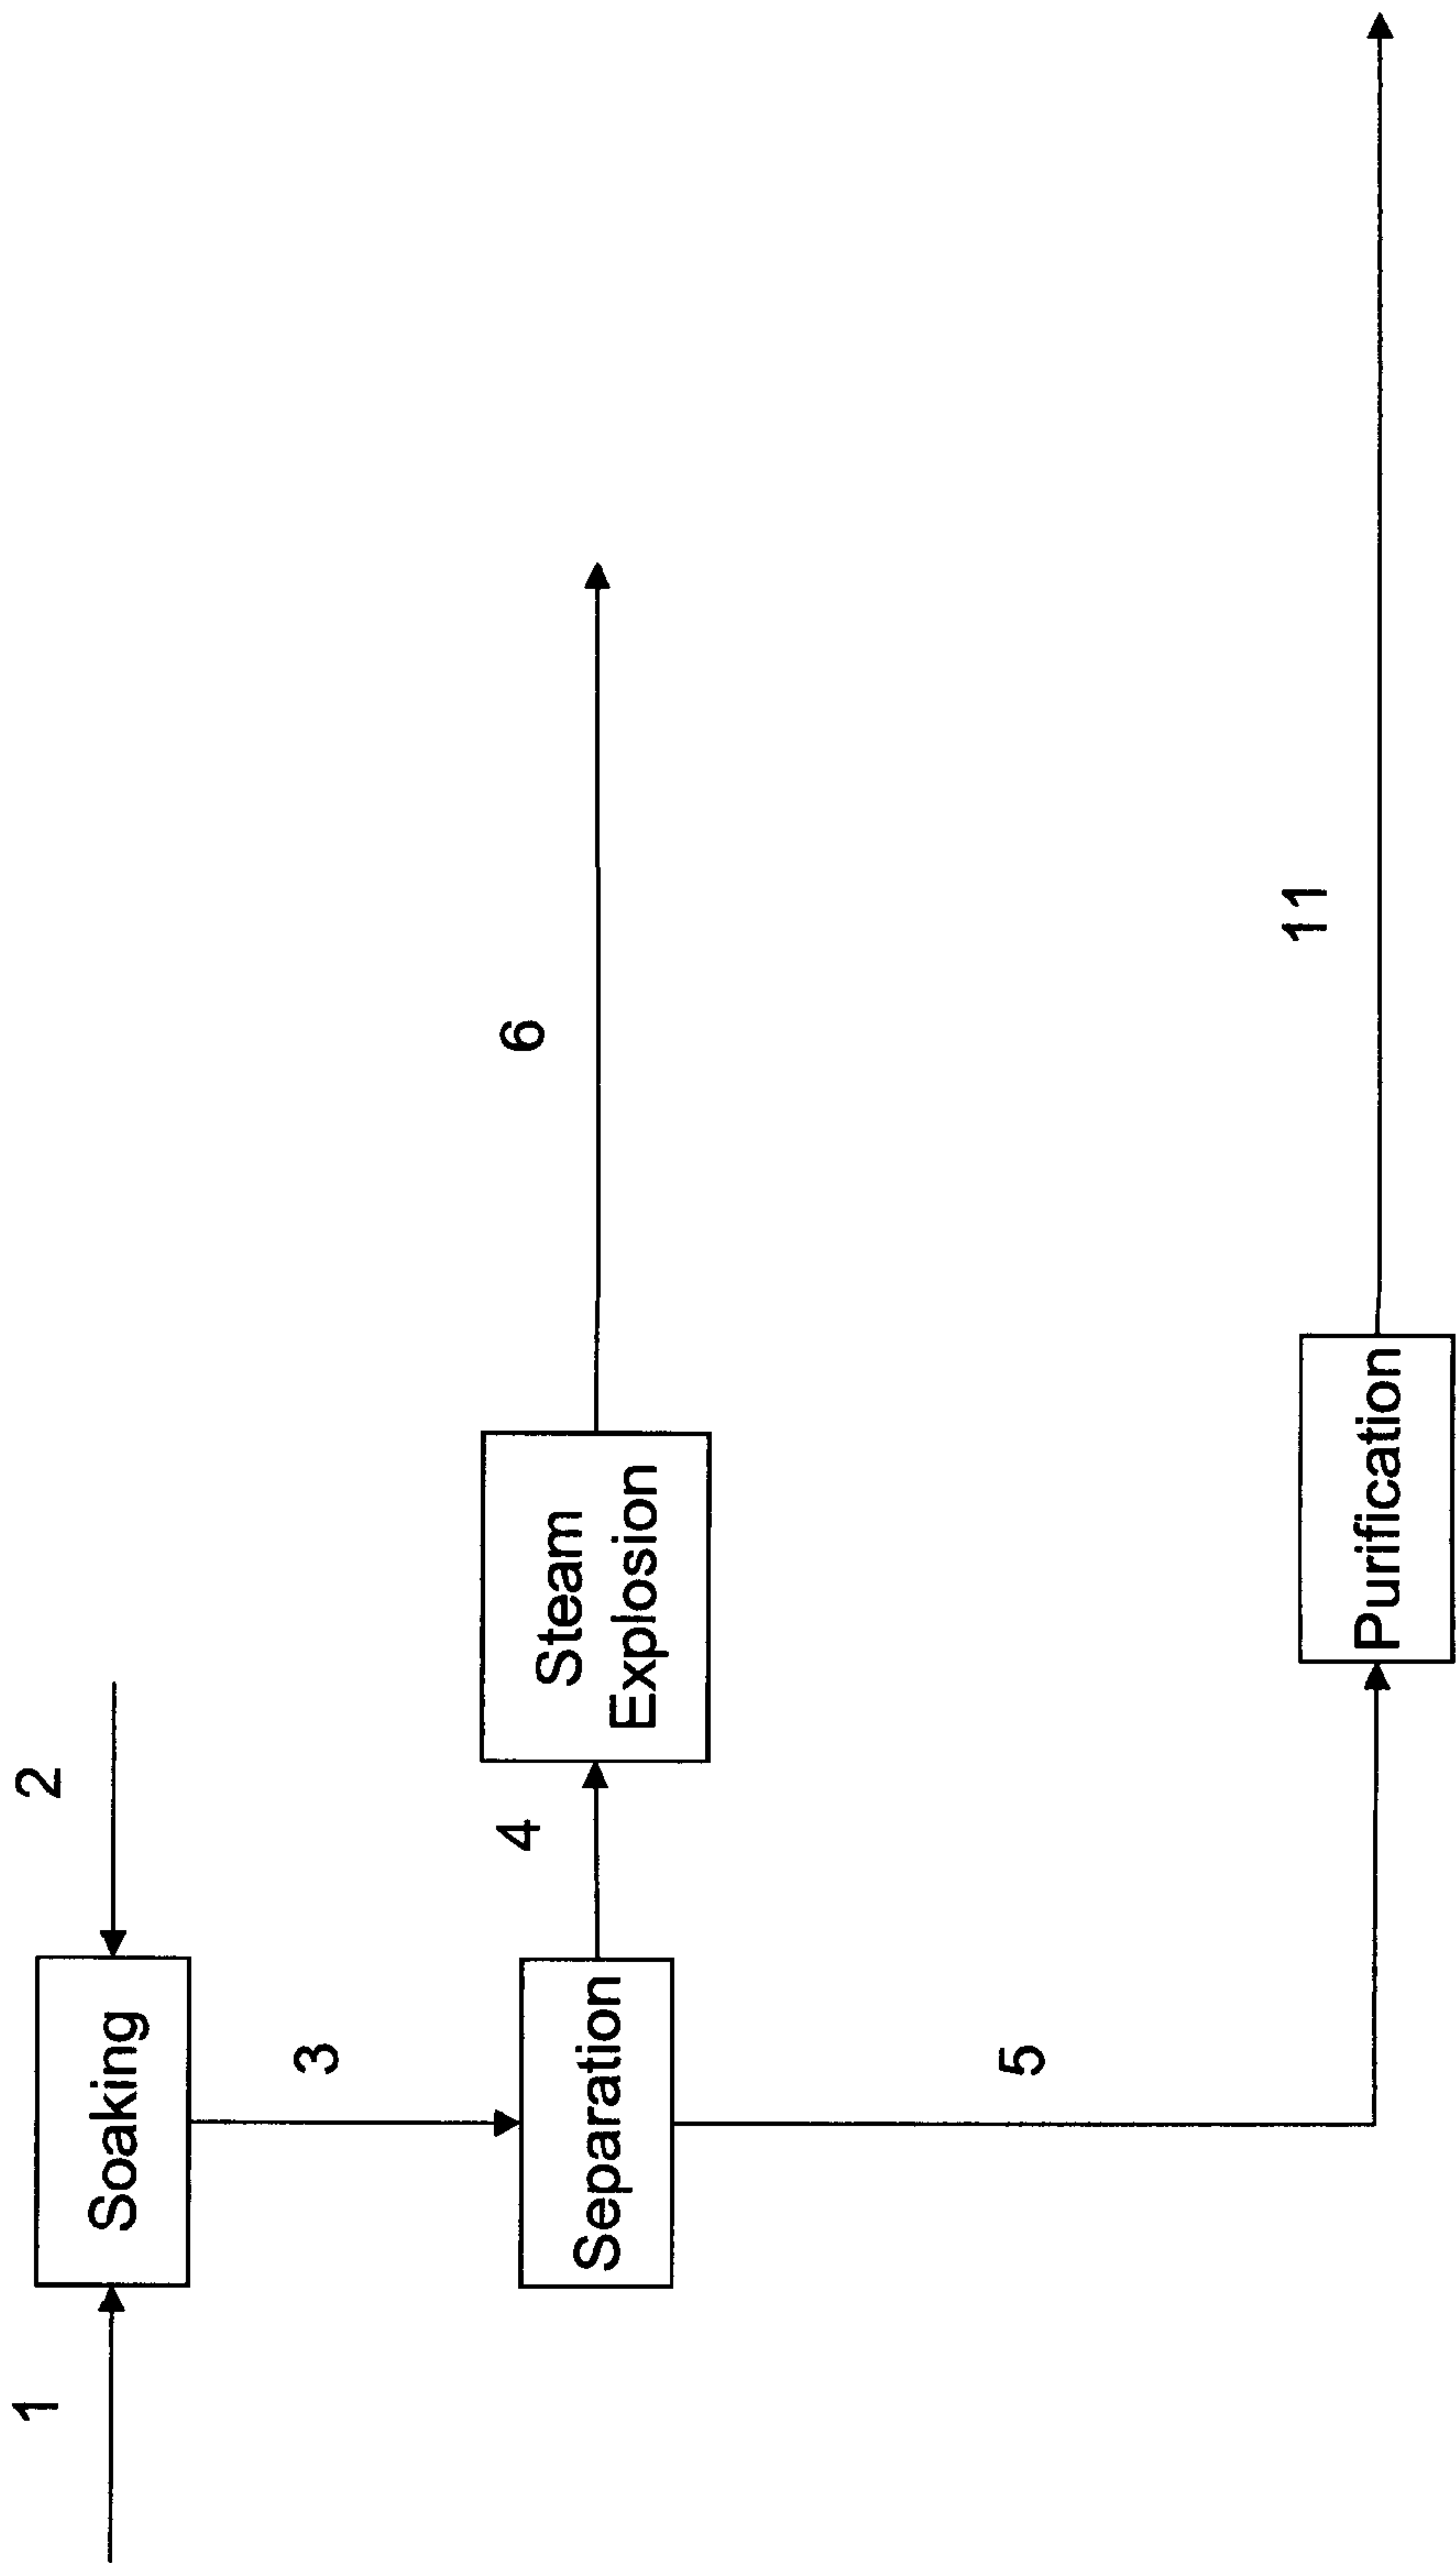 1
Soaking
2
3
Separation
4
Steam
Explosion
6
5
Purification
11